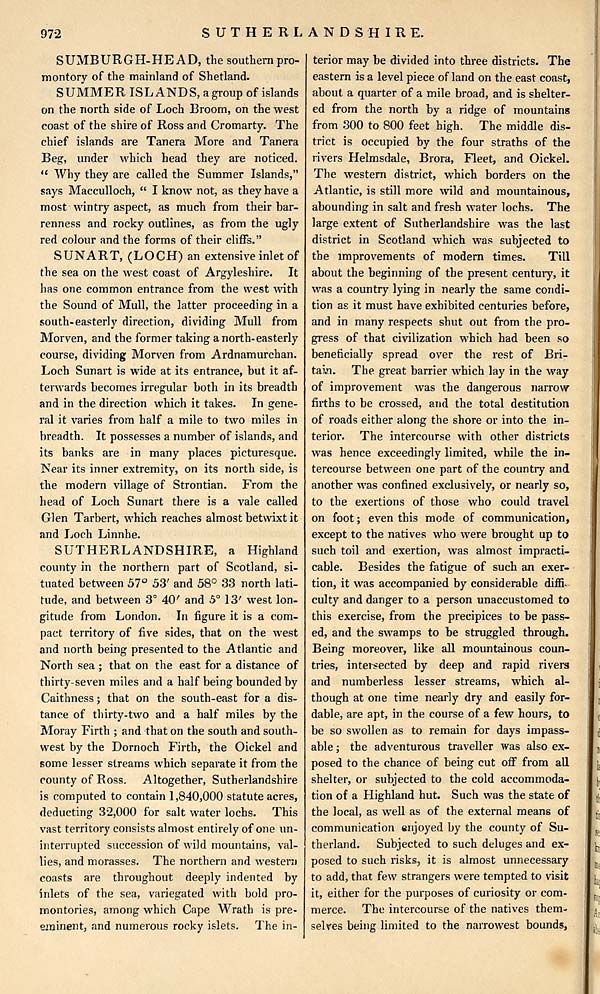 972
SUTHERLANDSHIRE.
SUMBURGH-HEAD, the southern pro-
montory of the mainland of Shetland.
SUMMER ISLANDS, a group of islands
on the north side of Loch Broom, on the west
coast of the shire of Ross and Cromarty. The
chief islands are Tanera More and Tanera
Beg, under which head they are noticed.
“ Why they are called the Summer Islands,”
says Macculloch, “ I know not, as they have a
most wintry aspect, as much from their bar-
renness and rocky outlines, as from the ugly
red colour and the forms of their cliffs.”
SUNART, (LOCH) an extensive inlet of
the sea on the west coast of Argyleshire. It
has one common entrance from the west with
the Sound of Mull, the latter proceeding in a
south-easterly direction, dividing Mull from
Morven, and the former taking a north-easterly
course, dividing Morven from Ardnamurchan.
Loch Sunart is wide at its entrance, but it af-
terwards becomes irregular both in its breadth
and in the direction which it takes. In gene-
ral it varies from half a mile to two miles in
breadth. It possesses a number of islands, and
its banks are in many places picturesque.
Near its inner extremity, on its north side, is
the modern village of Strontian. From the
head of Loch Sunart there is a vale called
Glen Tarbert, which reaches almost betwixt it
and Loch Linnhe.
SUTHERLANDSHIRE, a Highland
county in the northern part of Scotland, si-
tuated between 57° 53′ and 58° 33 north lati-
tude, and between 3° 40′ and 5° 13′ west lon-
gitude from London. In figure it is a com-
pact territory of five sides, that on the west
and north being presented to the Atlantic and
North sea ; that on the east for a distance of
thirty-seven miles and a half being bounded by
Caithness ; that on the south-east for a dis-
tance of thirty-two and a half miles by the
Moray Firth ; and that on the south and south-
west by the Dornoch Firth, the Oickel and
some lesser streams which separate it from the
county of Ross. Altogether, Sutherlandshire
is computed to contain 1,840,000 statute acres,
deducting 32,000 for salt water lochs. This
vast territory consists almost entirely of one un-
interrupted succession of wild mountains, val-
lies, and morasses. The northern and western
coasts are throughout deeply indented by
inlets of the sea, variegated with bold pro-
montories, among which Cape Wrath is pre-
eminent, and numerous rocky islets. The in-
terior may be divided into three districts. The
eastern is a level piece of land on the east coast,
about a quarter of a mile broad, and is shelter-
ed from the north by a ridge of mountains
from 300 to 800 feet high. The middle dis-
trict is occupied by the four straths of the
rivers Helmsdale, Brora, Fleet, and Oickel.
The western district, which borders on the
Atlantic, is still more wild and mountainous,
abounding in salt and fresh water lochs. The
large extent of Sutherlandshire was the last
district in Scotland which was subjected to
the improvements of modern times. Till
about the beginning of the present century, it
was a country lying in nearly the same condi-
tion as it must have exhibited centuries before,
and in many respects shut out from the pro-
gress of that civilization which had been so
beneficially spread over the rest of Bri-
tain. The great barrier which lay in the way
of improvement was the dangerous narrow
firths to be crossed, and the total destitution
of roads either along the shore or into the in-
terior. The intercourse with other districts
was hence exceedingly limited, while the in-
tercourse between one part of the country and
another was confined exclusively, or nearly so,
to the exertions of those who could travel
on foot ; even this mode of communication,
except to the natives who were brought up to
such toil and exertion, was almost impracti-
cable. Besides the fatigue of such an exer-
tion, it was accompanied by considerable diffi-
culty and danger to a person unaccustomed to
this exercise, from the precipices to be pass-
ed, and the swamps to be struggled through.
Being moreover, like all mountainous coun-
tries, intersected by deep and rapid rivers
and numberless lesser streams, which al-
though at one time nearly dry and easily for-
dable, are apt, in the course of a few hours, to
be so swollen as to remain for days impass-
able ; the adventurous traveller was also ex-
posed to the chance of being cut off from all
shelter, or subjected to the cold accommoda-
tion of a Highland hut. Such was the state of
the local, as well as of the external means of
communication enjoyed by the county of Su-
therland. Subjected to such deluges and ex-
posed to such risks, it is almost unnecessary
to add, that few strangers were tempted to visit
it, either for the purposes of curiosity or com-
merce. The intercourse of the natives them-
selves being limited to the narrowest bounds,